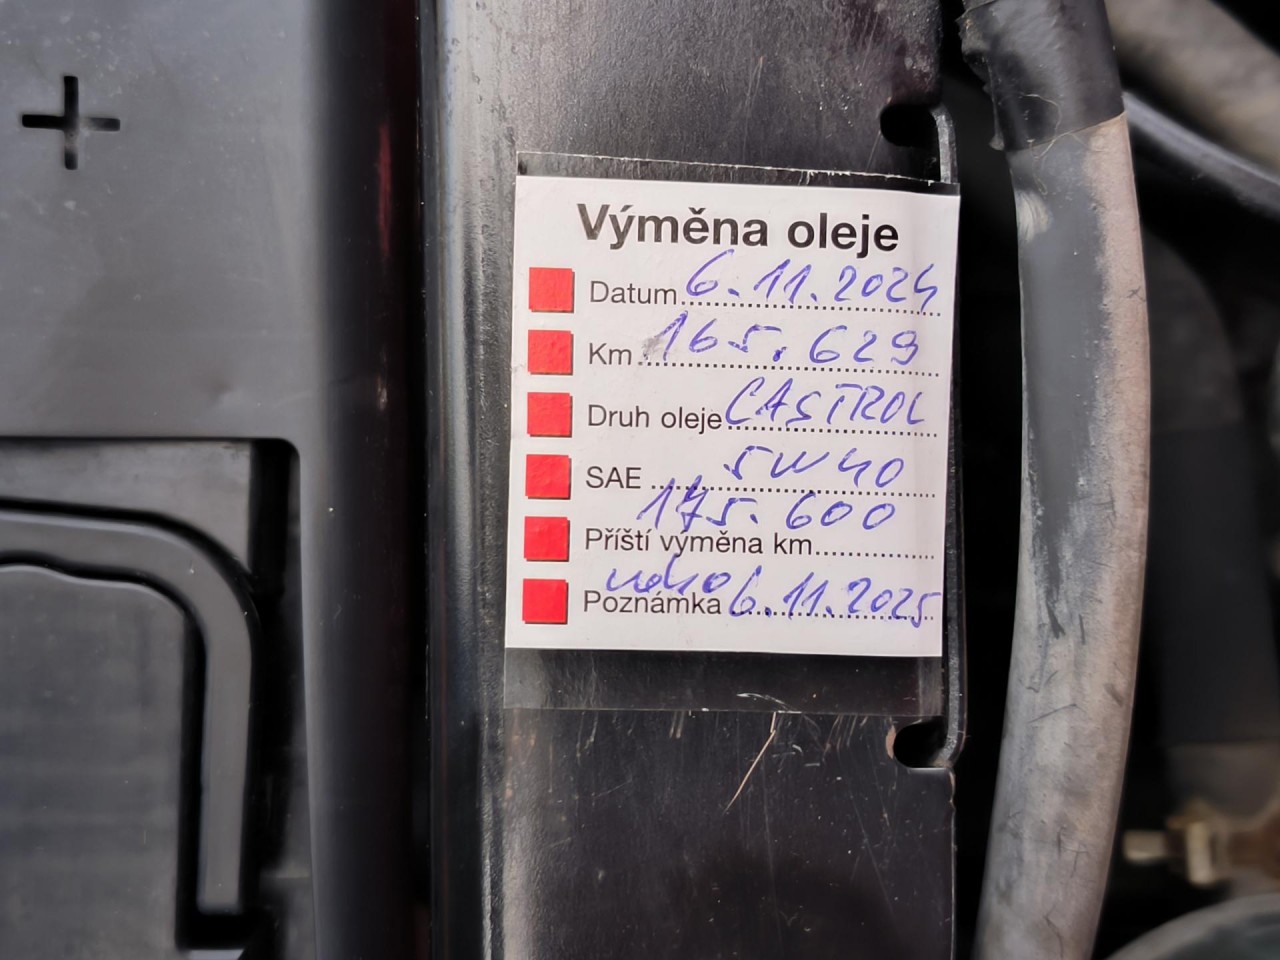 Výměna oleje
Datum 6.11.2024
Km 165.629
Druh oleje CASTROL
SAE 5W40
175.600
Příští výměna km
nebo
Poznámka 6.11.2025